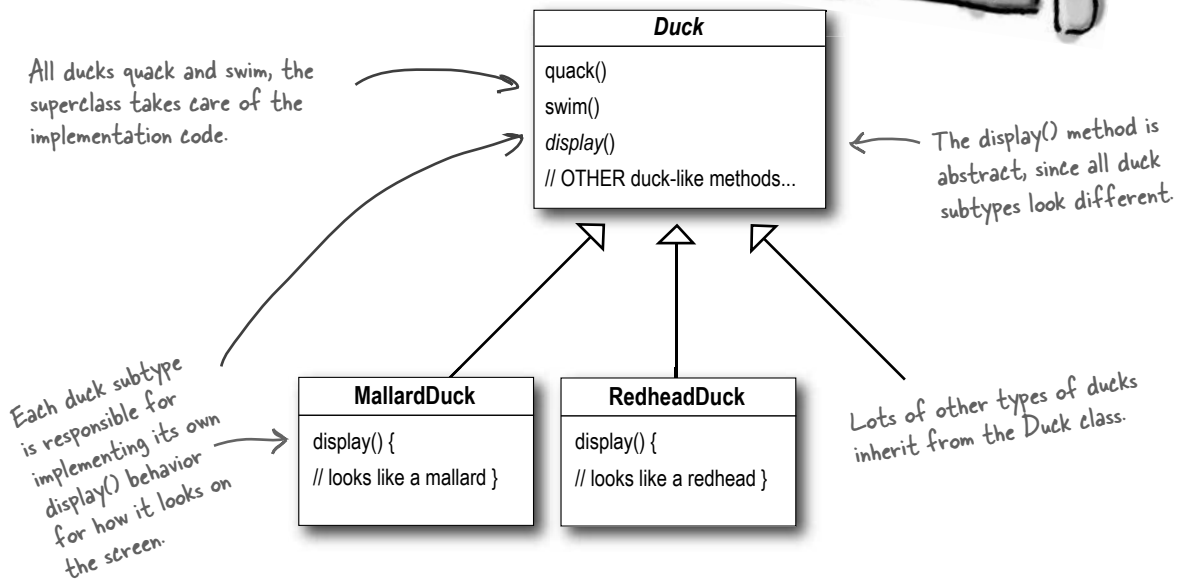 Duck
quack()
swim()
display()
// OTHER duck-like methods...
All ducks quack and swim, the
superclass takes care of the
implementation code.
The display() method is
abstract, since all duck
subtypes look different.
Each duck subtype
is responsible for
implementing its own
display() behavior
for how it looks on
the screen.
MallardDuck
display() {
// looks like a mallard }
RedheadDuck
display() {
// looks like a redhead }
Lots of other types of ducks
inherit from the Duck class.